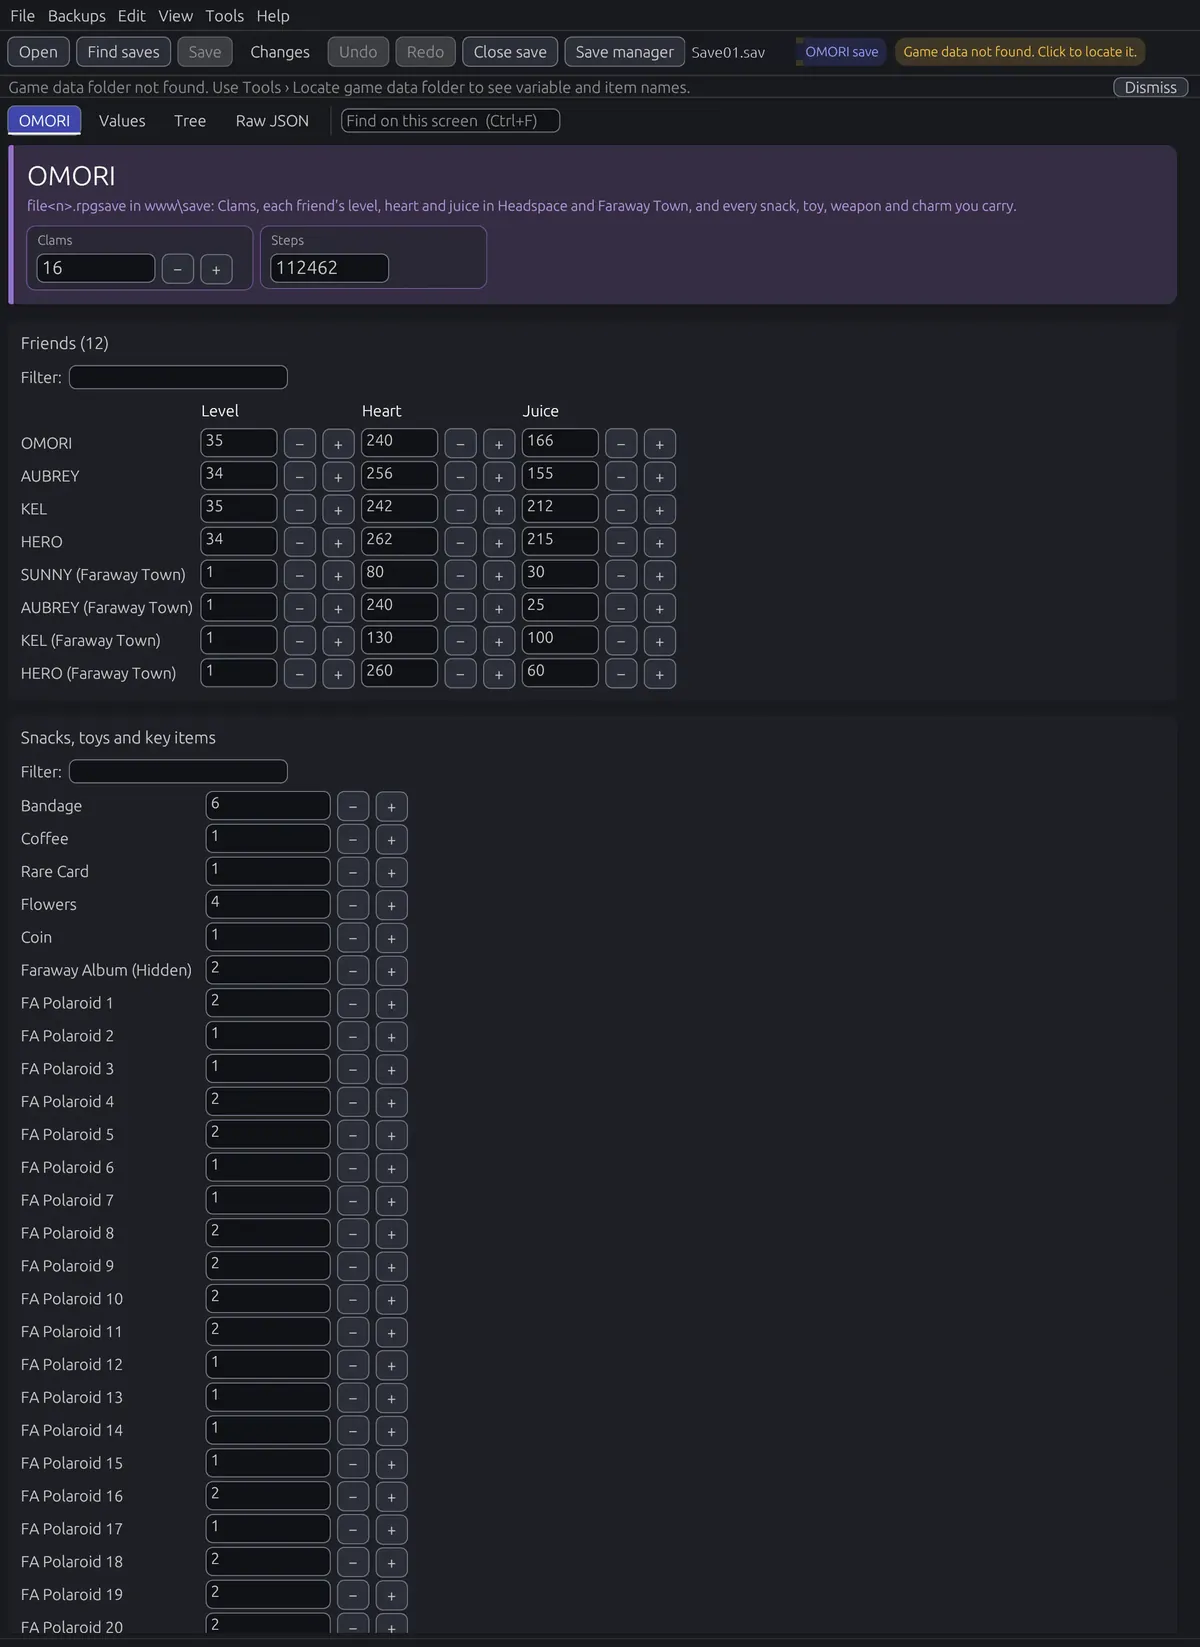 File Backups Edit View Tools Help
Open Find saves Save Changes Undo Redo Close save Save manager Save01.sav OMORI save Game data not found. Click to locate it.
Game data folder not found. Use Tools › Locate game data folder to see variable and item names. Dismiss
OMORI Values Tree Raw JSON Find on this screen (Ctrl+F)
OMORI
file<n>.rpgsave in www\save: Clams, each friend's level, heart and juice in Headspace and Faraway Town, and every snack, toy, weapon and charm you carry.
Clams Steps
16 − + 112462
Friends (12)
Filter:
Level Heart Juice
OMORI 35 − + 240 − + 166 − +
AUBREY 34 − + 256 − + 155 − +
KEL 35 − + 242 − + 212 − +
HERO 34 − + 262 − + 215 − +
SUNNY (Faraway Town) 1 − + 80 − + 30 − +
AUBREY (Faraway Town) 1 − + 240 − + 25 − +
KEL (Faraway Town) 1 − + 130 − + 100 − +
HERO (Faraway Town) 1 − + 260 − + 60 − +
Snacks, toys and key items
Filter:
Bandage 6 − +
Coffee 1 − +
Rare Card 1 − +
Flowers 4 − +
Coin 1 − +
Faraway Album (Hidden) 2 − +
FA Polaroid 1 2 − +
FA Polaroid 2 1 − +
FA Polaroid 3 1 − +
FA Polaroid 4 2 − +
FA Polaroid 5 2 − +
FA Polaroid 6 1 − +
FA Polaroid 7 1 − +
FA Polaroid 8 2 − +
FA Polaroid 9 2 − +
FA Polaroid 10 2 − +
FA Polaroid 11 2 − +
FA Polaroid 12 1 − +
FA Polaroid 13 1 − +
FA Polaroid 14 1 − +
FA Polaroid 15 1 − +
FA Polaroid 16 2 − +
FA Polaroid 17 1 − +
FA Polaroid 18 2 − +
FA Polaroid 19 2 − +
FA Polaroid 20 2 − +